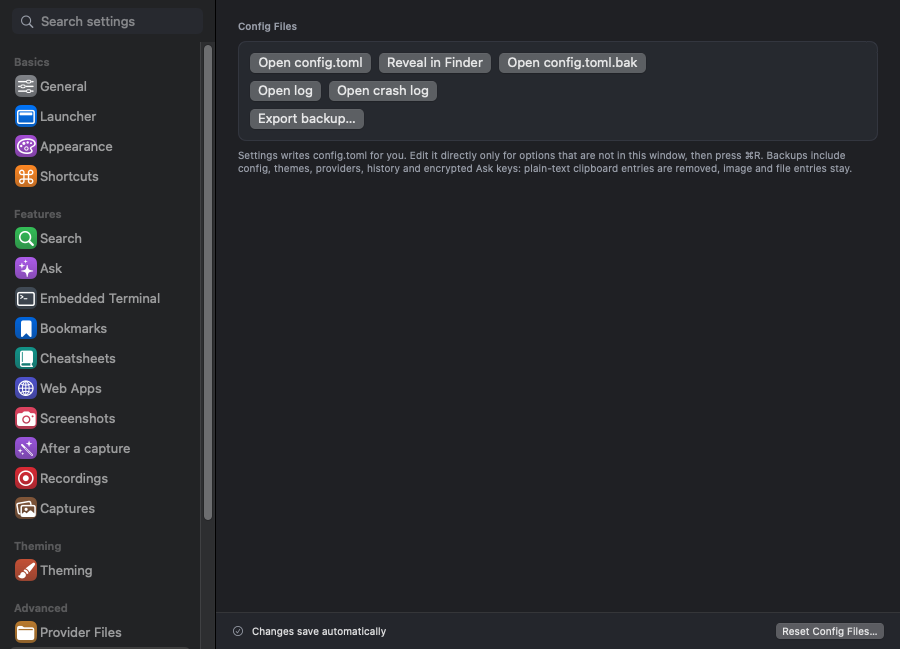 Search settings
Basics
General
Launcher
Appearance
Shortcuts
Features
Search
Ask
Embedded Terminal
Bookmarks
Cheatsheets
Web Apps
Screenshots
After a capture
Recordings
Captures
Theming
Theming
Advanced
Provider Files
Config Files
Open config.toml Reveal in Finder Open config.toml.bak
Open log Open crash log
Export backup...
Settings writes config.toml for you. Edit it directly only for options that are not in this window, then press ⌘R. Backups include
config, themes, providers, history and encrypted Ask keys: plain-text clipboard entries are removed, image and file entries stay.
Changes save automatically
Reset Config Files...